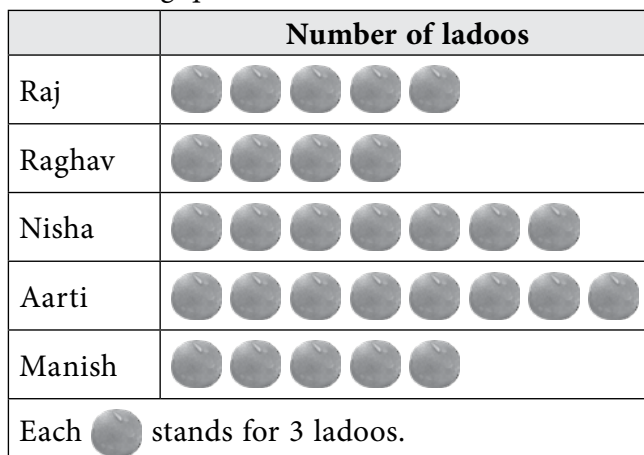 Number of ladoos
Raj
Raghav
Nisha
Aarti
Manish
Each stands for 3 ladoos.